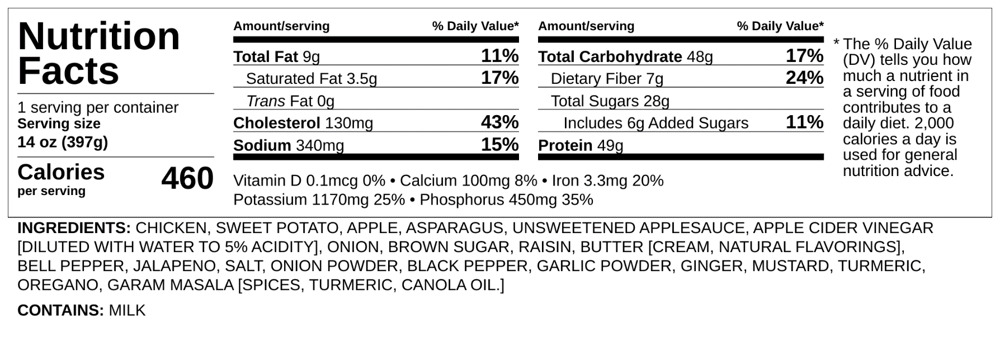 Nutrition
Facts
1 serving per container
Serving size
14 oz (397g)
Calories 460
per serving
Amount/serving % Daily Value*
Total Fat 9g 11%
Saturated Fat 3.5g 17%
Trans Fat 0g
Cholesterol 130mg 43%
Sodium 340mg 15%
Amount/serving % Daily Value*
Total Carbohydrate 48g 17%
Dietary Fiber 7g 24%
Total Sugars 28g
Includes 6g Added Sugars 11%
Protein 49g
Vitamin D 0.1mcg 0% • Calcium 100mg 8% • Iron 3.3mg 20%
Potassium 1170mg 25% • Phosphorus 450mg 35%
* The % Daily Value
(DV) tells you how
much a nutrient in
a serving of food
contributes to a
daily diet. 2,000
calories a day is
used for general
nutrition advice.
INGREDIENTS: CHICKEN, SWEET POTATO, APPLE, ASPARAGUS, UNSWEETENED APPLESAUCE, APPLE CIDER VINEGAR
[DILUTED WITH WATER TO 5% ACIDITY], ONION, BROWN SUGAR, RAISIN, BUTTER [CREAM, NATURAL FLAVORINGS],
BELL PEPPER, JALAPENO, SALT, ONION POWDER, BLACK PEPPER, GARLIC POWDER, GINGER, MUSTARD, TURMERIC,
OREGANO, GARAM MASALA [SPICES, TURMERIC, CANOLA OIL.]
CONTAINS: MILK